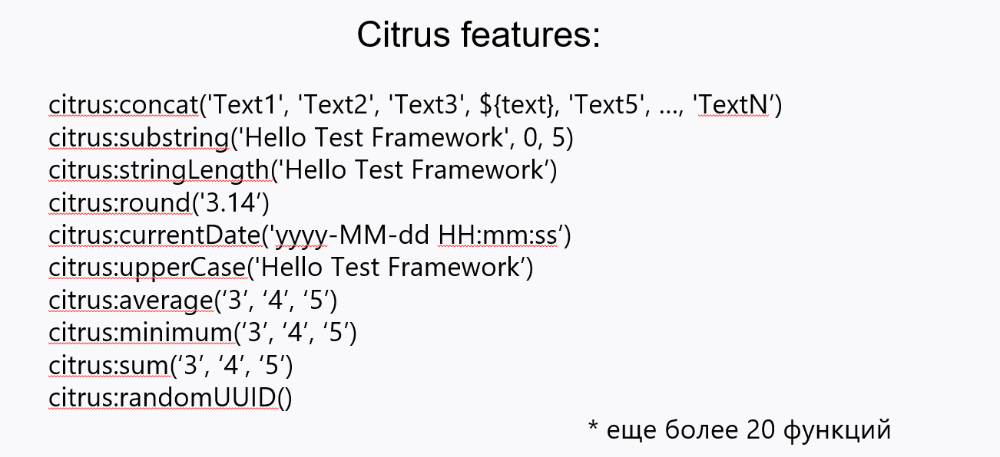 Citrus features:
citrus:concat('Text1', 'Text2', 'Text3', ${text}, 'Text5', ..., 'TextN’)
citrus:substring('Hello Test Framework', 0, 5)
citrus:stringLength('Hello Test Framework’)
citrus:round('3.14’)
citrus:currentDate('yyyy-MM-dd HH:mm:ss’)
citrus:upperCase('Hello Test Framework’)
citrus:average(‘3’, ‘4’, ‘5’)
citrus:minimum(‘3’, ‘4’, ‘5’)
citrus:sum(‘3’, ‘4’, ‘5’)
citrus:randomUUID()
* еще более 20 функций